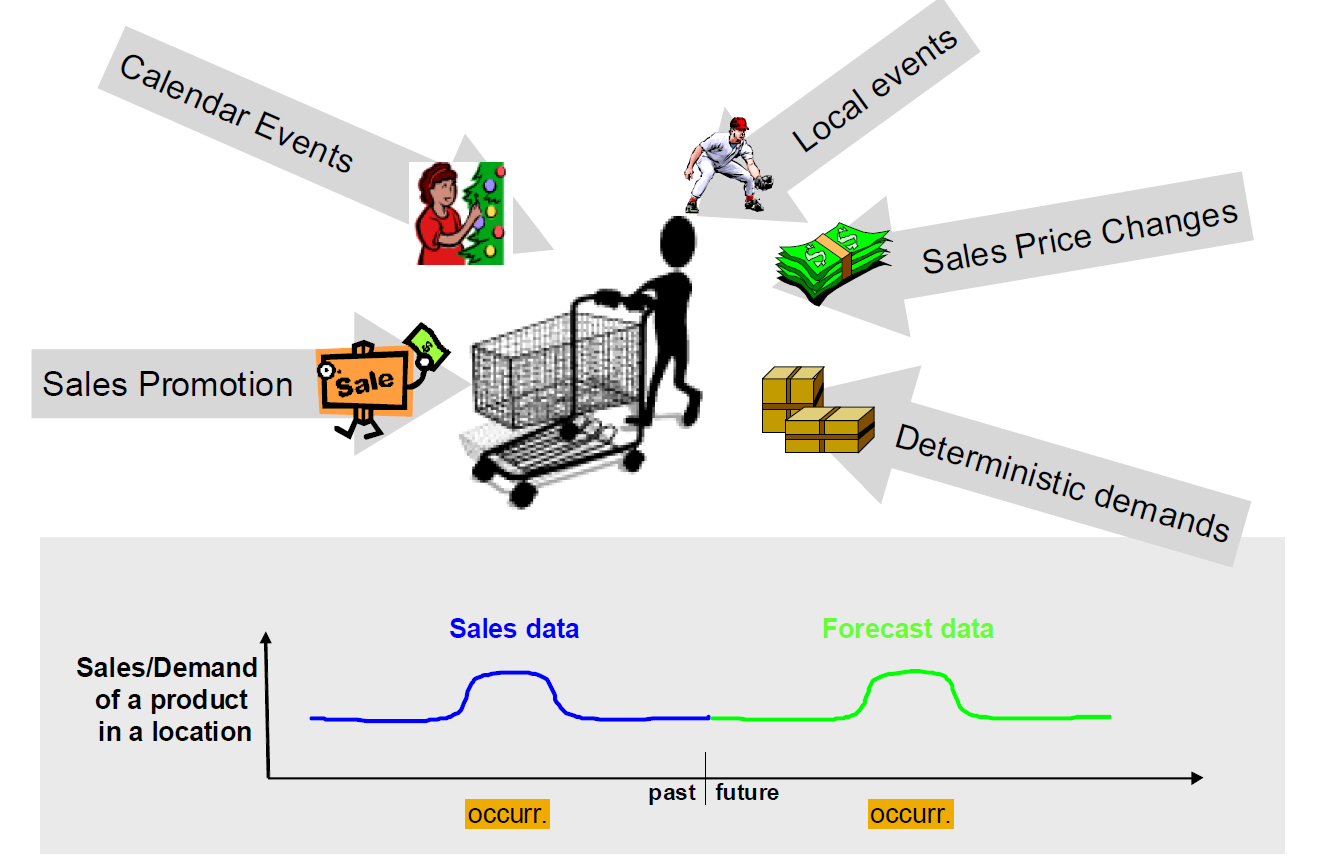 Calendar Events
Local events
Sales Price Changes
Sales Promotion
Sale
$
$ $
Deterministic demands
Sales data
Forecast data
Sales/Demand
of a product
in a location
past
future
occurr.
occurr.